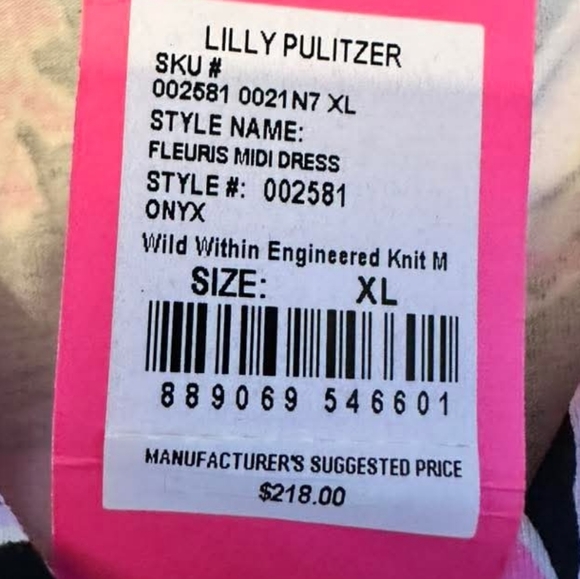 LILLY PULITZER
SKU #
002581 0021N7 XL
STYLE NAME:
FLEURIS MIDI DRESS
STYLE #: 002581
ONYX
Wild Within Engineered Knit M
SIZE: XL
889069 546601
MANUFACTURER'S SUGGESTED PRICE
$218.00